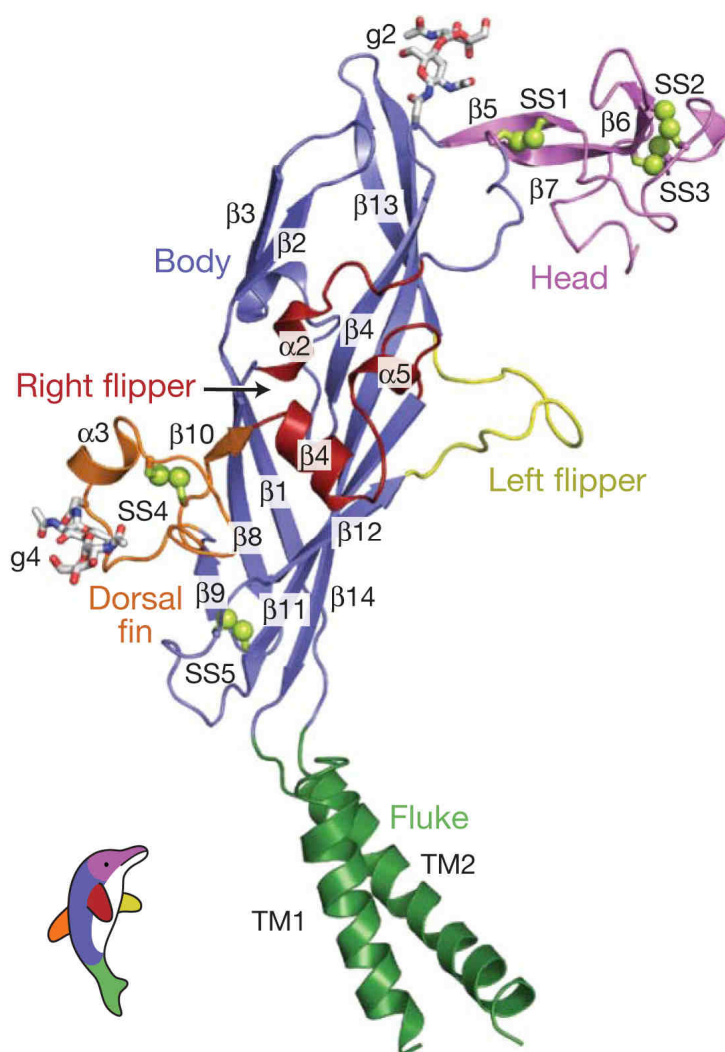 g2
β5
SS1
SS2
β6
SS3
β7
β3
β13
β2
Body
Head
β4
α2
α5
Right flipper
α3
β10
β4
Left flipper
SS4
β1
g4
β8
β12
Dorsal
fin
β9
β11
β14
SS5
Fluke
TM2
TM1